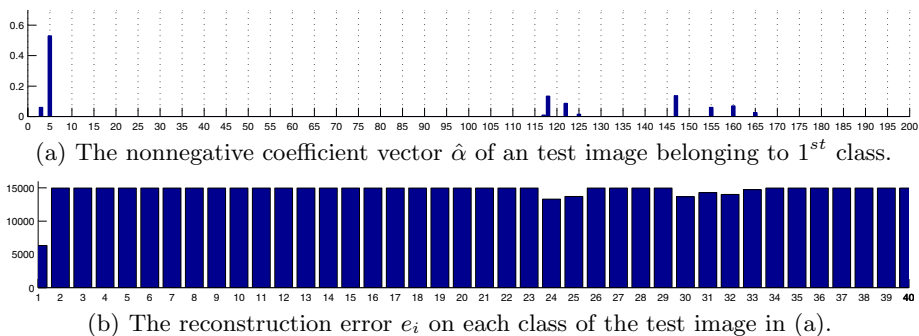 0.6
0.4
0.2
0
0 5 10 15 20 25 30 35 40 45 50 55 60 65 70 75 80 85 90 95 100 105 110 115 120 125 130 135 140 145 150 155 160 165 170 175 180 185 190 195 200
(a) The nonnegative coefficient vector α̂ of an test image belonging to 1ˢᵗ class.
15000
10000
5000
0
1 2 3 4 5 6 7 8 9 10 11 12 13 14 15 16 17 18 19 20 21 22 23 24 25 26 27 28 29 30 31 32 33 34 35 36 37 38 39 40
(b) The reconstruction error eᵢ on each class of the test image in (a).